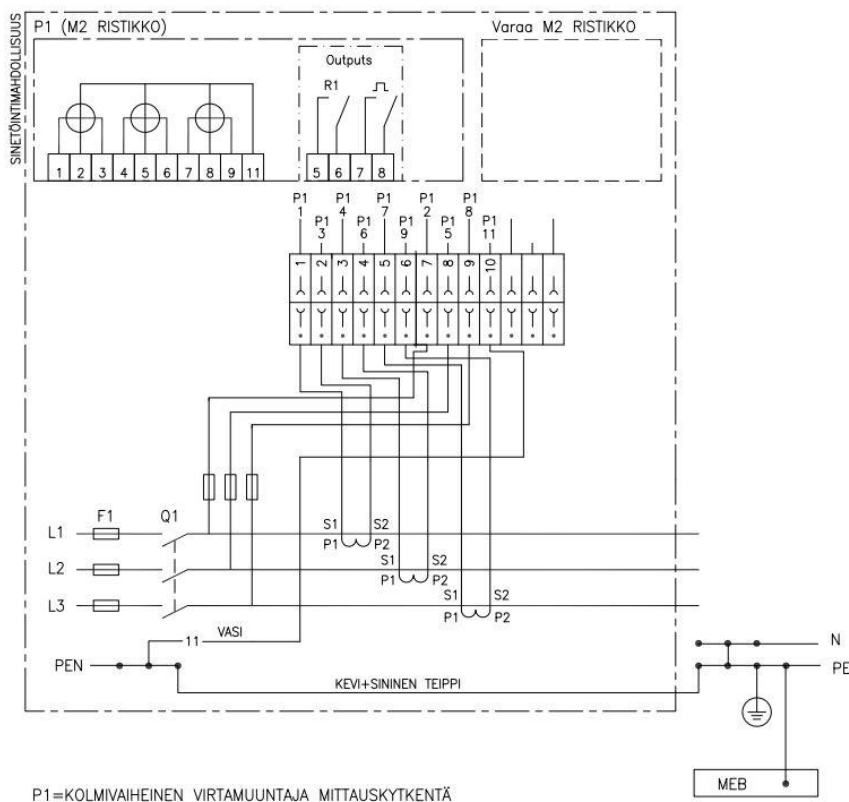 SINETÖINTIMAHDOLLISUUS
P1 (M2 RISTIKKO)
Varaa M2 RISTIKKO
Outputs
R1
1 2 3 4 5 6 7 8 9 11
5 6 7 8
P1 1 P1 4 P1 7 P1 2 P1 8
P1 3 P1 6 P1 9 P1 5 P1 11
1 2 3 4 5 6 7 8 9 10
F1 Q1
L1 S1 S2
P1 P2
L2 S1 S2
P1 P2
L3 S1 S2
P1 P2
11 VASI
N
PEN
PE
KEVI+SININEN TEIPPI
MEB
P1=KOLMIVAIHEINEN VIRTAMUUNTAJA MITTAUSKYTKENTÄ